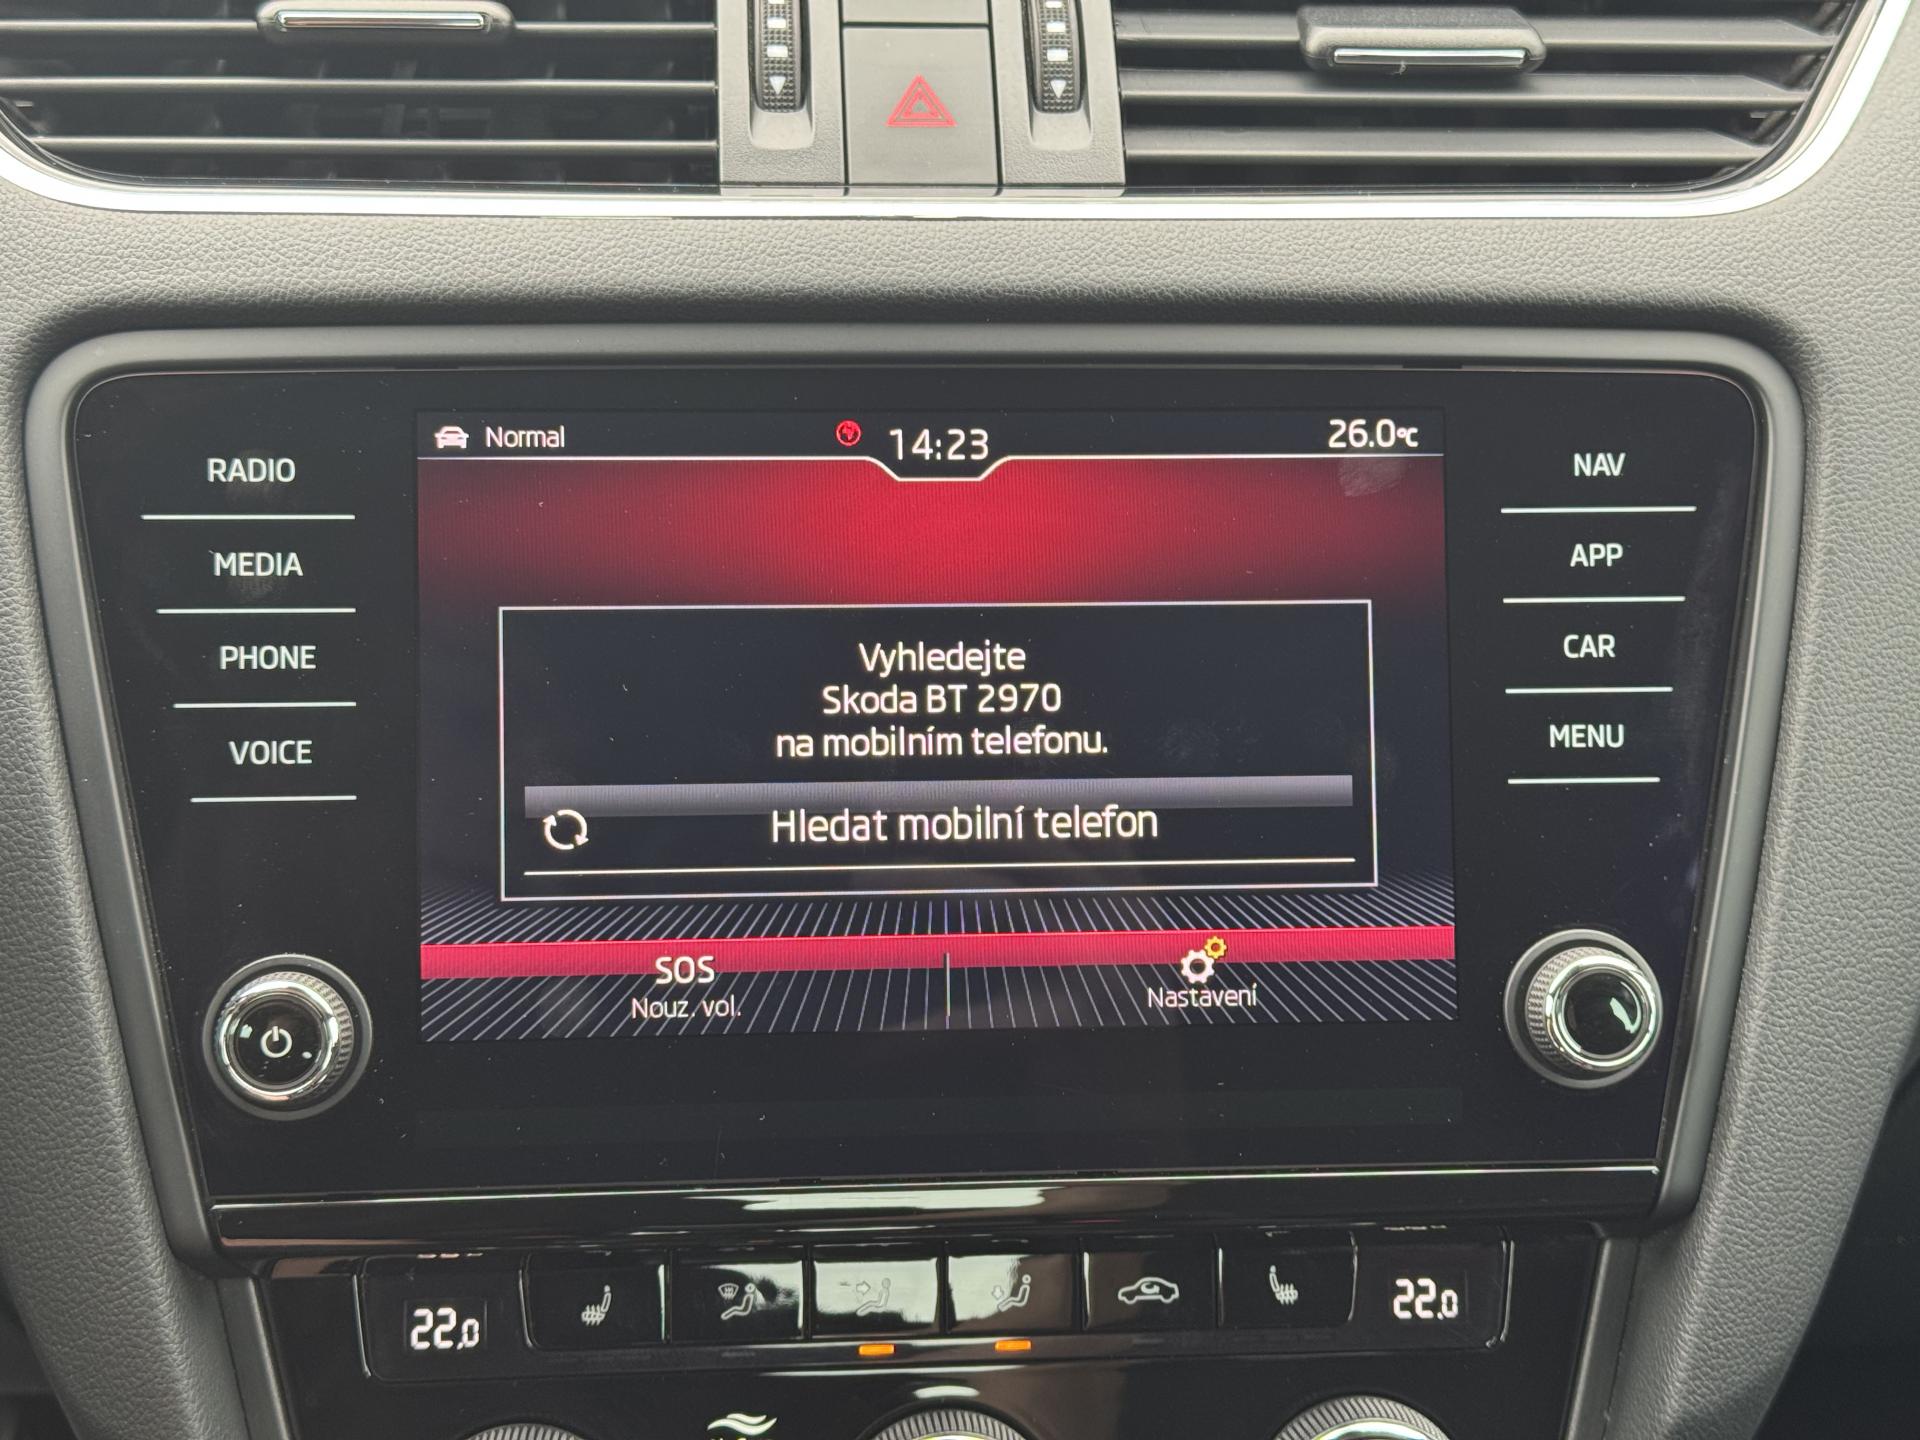 Normal
14:23
26.0°C
RADIO
MEDIA
PHONE
VOICE
NAV
APP
CAR
MENU
Vyhledejte
Skoda BT 2970
na mobilním telefonu.
Hledat mobilní telefon
SOS
Nouz. vol.
Nastavení
22.0
22.0